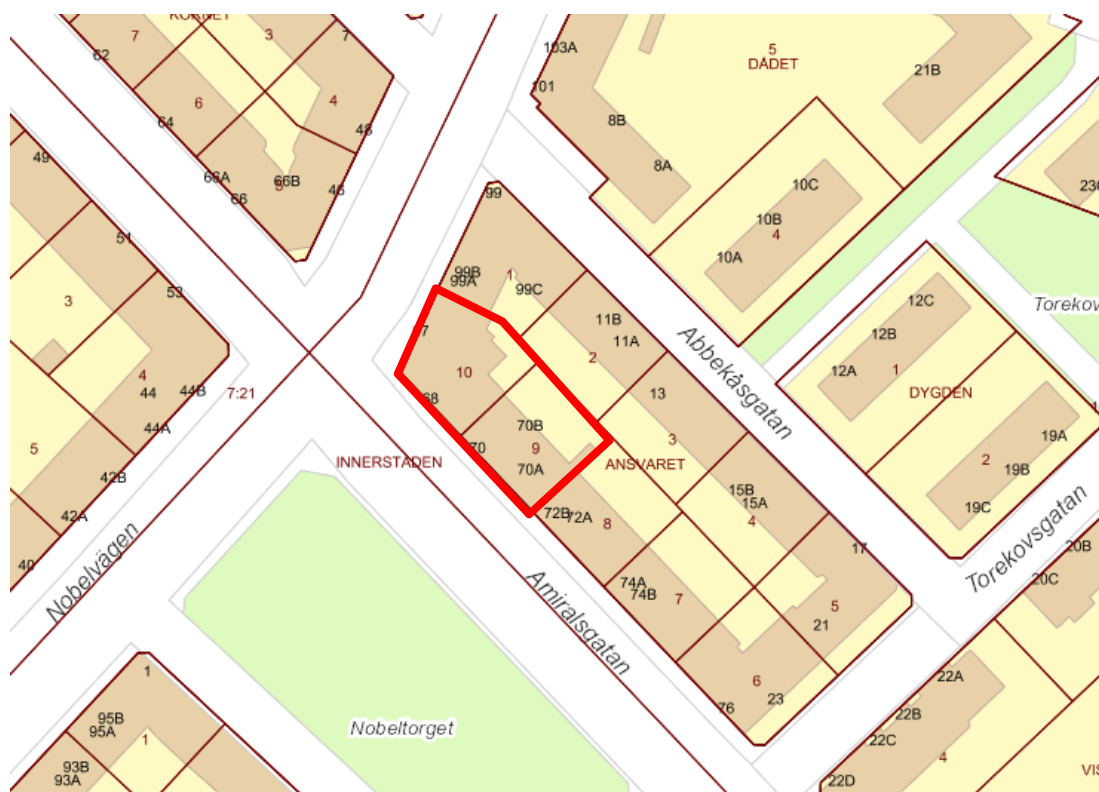 KORNET
7
3
7
62
6
4
64
48
66A
66B
66
46
49
51
53
3
4
44
44B
7:21
44A
5
42B
42A
40
Nobelvägen
103A
101
5
DÅDET
21B
8B
8A
10C
10B
4
10A
99
99B
99A
1
99C
11B
11A
2
10
68
13
3
70B
9
70
70A
ANSVARET
INNERSTADEN
Abbekåsgatan
12C
12B
12A
1
DYGDEN
19A
2
19B
19C
72B
72A
8
15B
15A
4
17
74A
74B
7
5
21
6
23
76
Amiralsgatan
Torekovsgatan
20B
20C
22A
22B
22C
4
22D
Nobeltorget
1
95B
95A
1
93B
93A